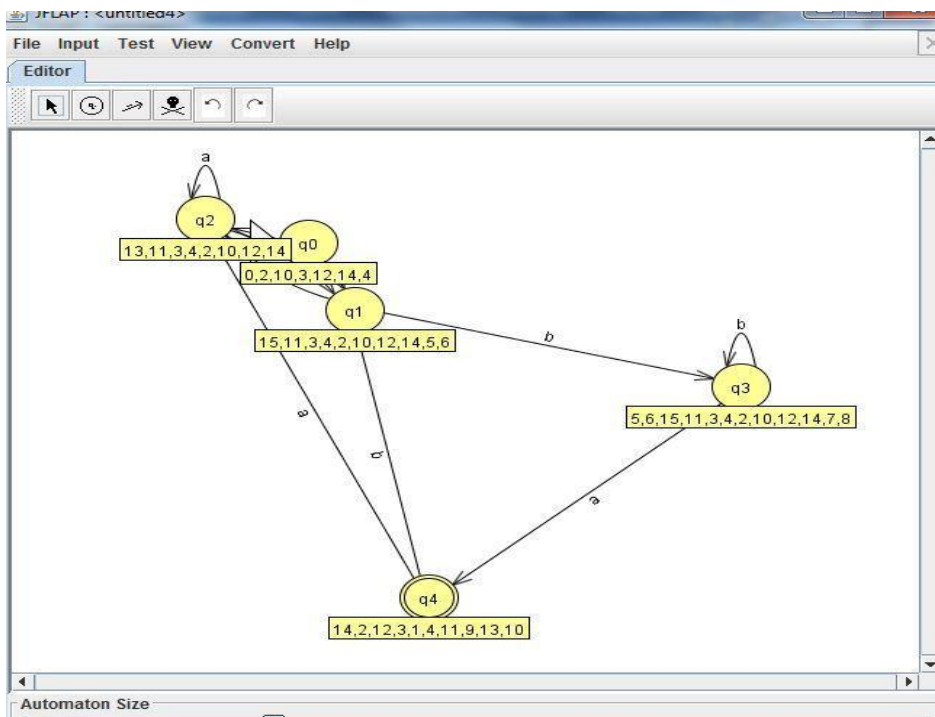 JFLAP : <untitled4>
File Input Test View Convert Help
Editor
a
q2
13,11,3,4,2,10,12,14
q0
0,2,10,3,12,14,4
q1
15,11,3,4,2,10,12,14,5,6
b
b
q3
5,6,15,11,3,4,2,10,12,14,7,8
a
b
a
q4
14,2,12,3,1,4,11,9,13,10
Automaton Size